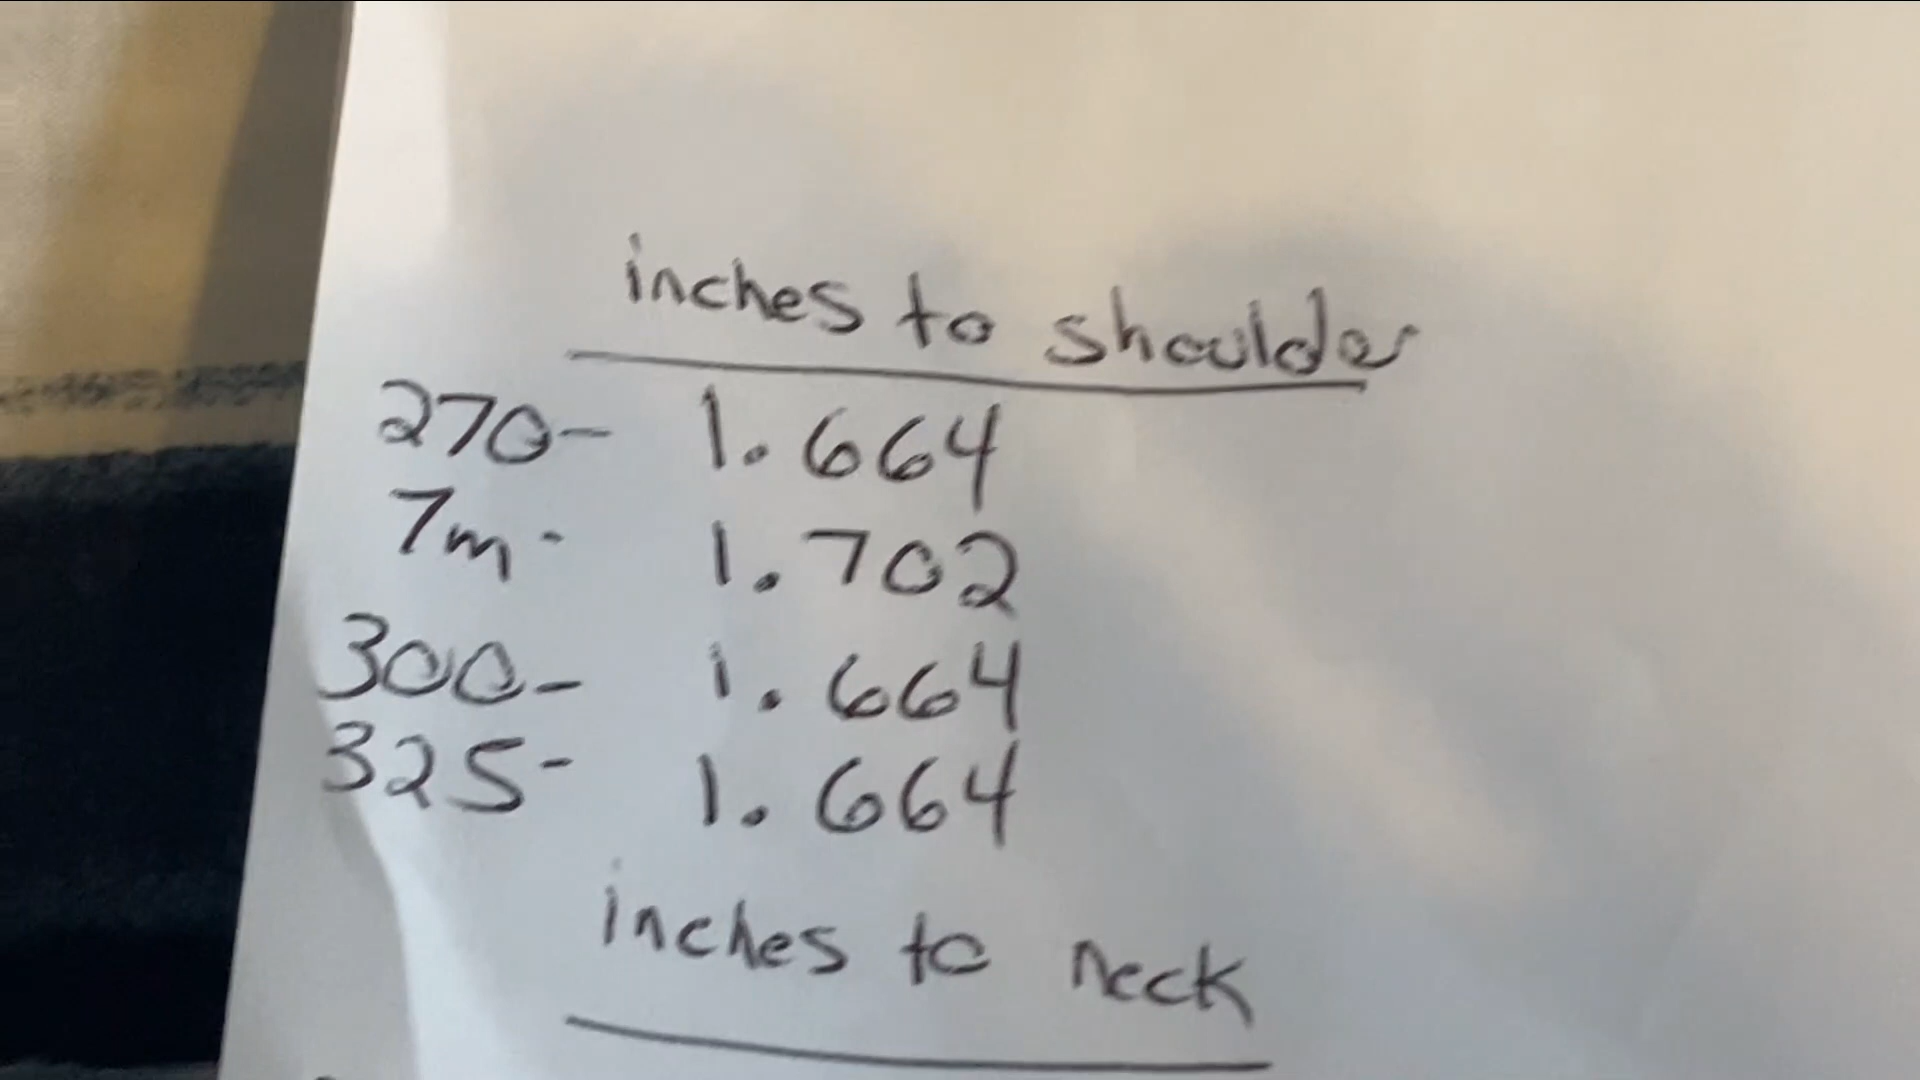 inches to shoulder
270- 1.664
7m- 1.702
300- 1.664
325- 1.664
inches to neck